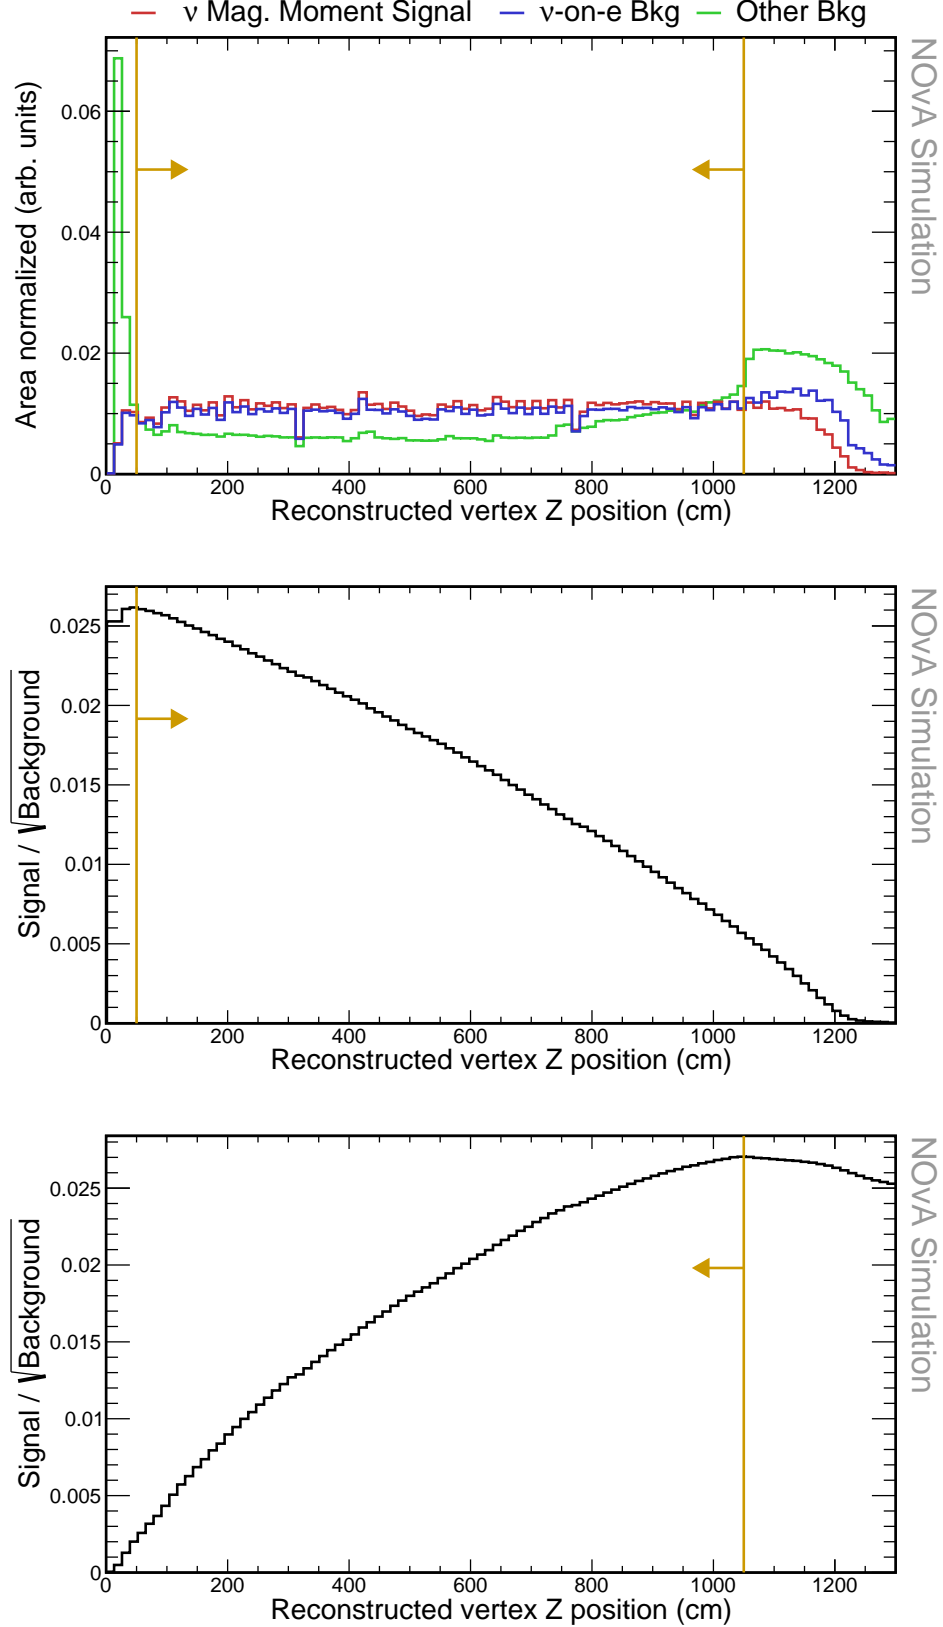 ν Mag. Moment Signal ν-on-e Bkg Other Bkg
Area normalized (arb. units)
0.06
0.04
0.02
0
0 200 400 600 800 1000 1200
Reconstructed vertex Z position (cm)
NOvA Simulation
Signal / √Background
0.025
0.02
0.015
0.01
0.005
0
0 200 400 600 800 1000 1200
Reconstructed vertex Z position (cm)
NOvA Simulation
Signal / √Background
0.025
0.02
0.015
0.01
0.005
0
0 200 400 600 800 1000 1200
Reconstructed vertex Z position (cm)
NOvA Simulation